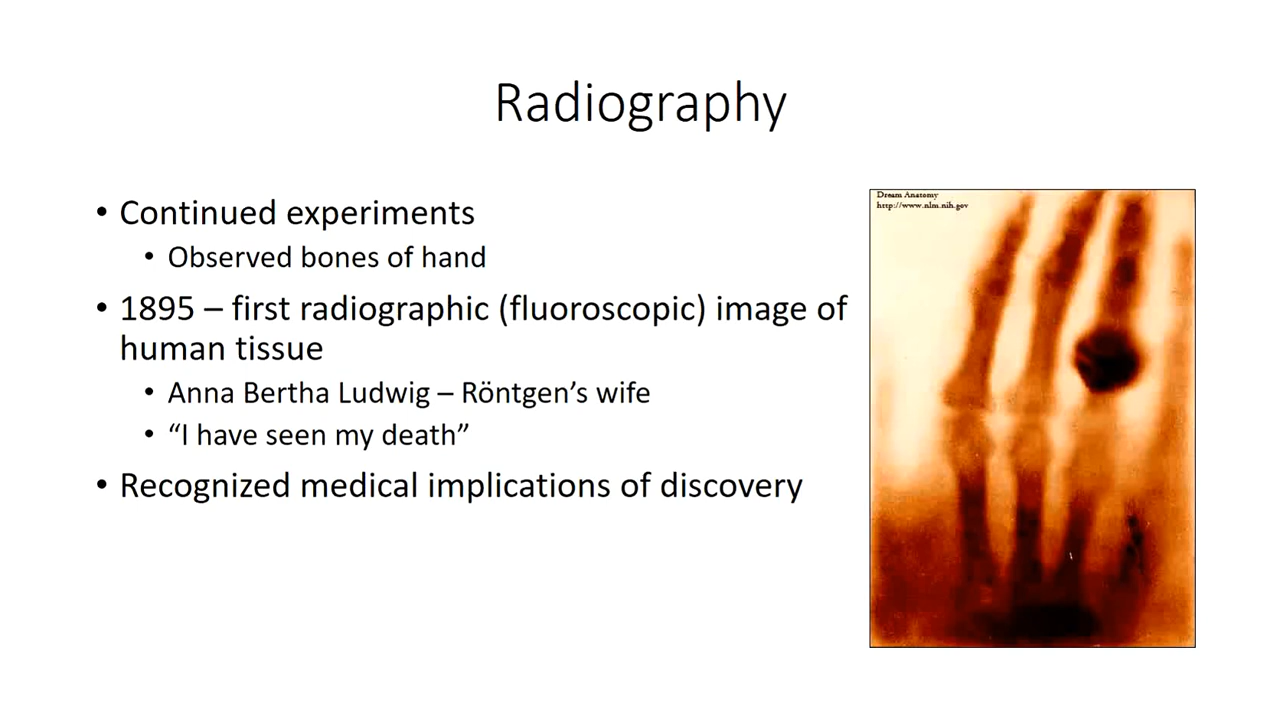 Radiography
• Continued experiments
• Observed bones of hand
• 1895 – first radiographic (fluoroscopic) image of
human tissue
• Anna Bertha Ludwig – Röntgen’s wife
• “I have seen my death”
• Recognized medical implications of discovery
Dream Anatomy
http://www.nlm.nih.gov